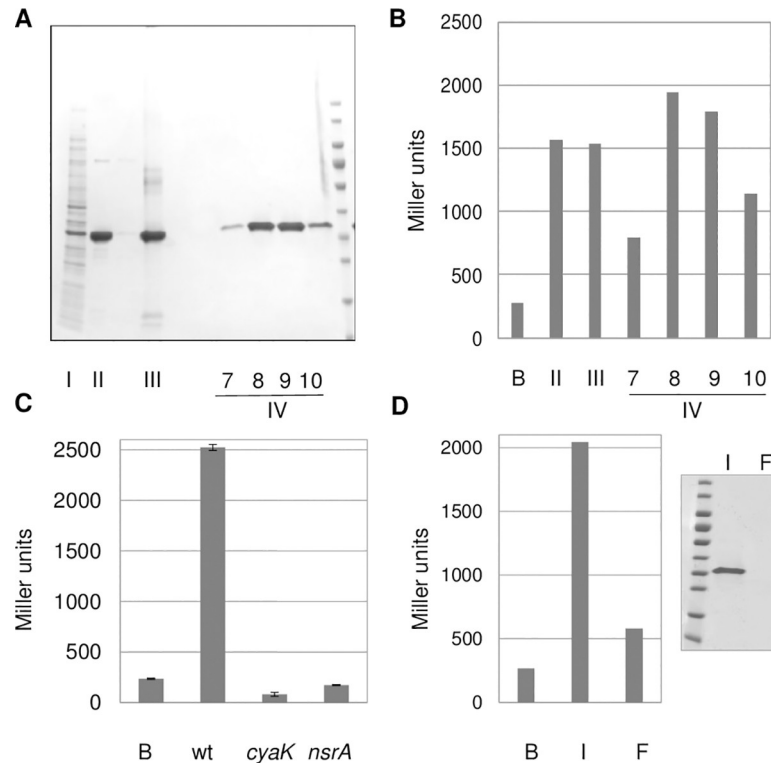 A
I II III 7 8 9 10
IV
B
Miller units
2500
2000
1500
1000
500
0
B II III 7 8 9 10
IV
C
Miller units
2500
2000
1500
1000
500
0
B wt cyaK nsrA
D
Miller units
2000
1500
1000
500
0
B I F
I F